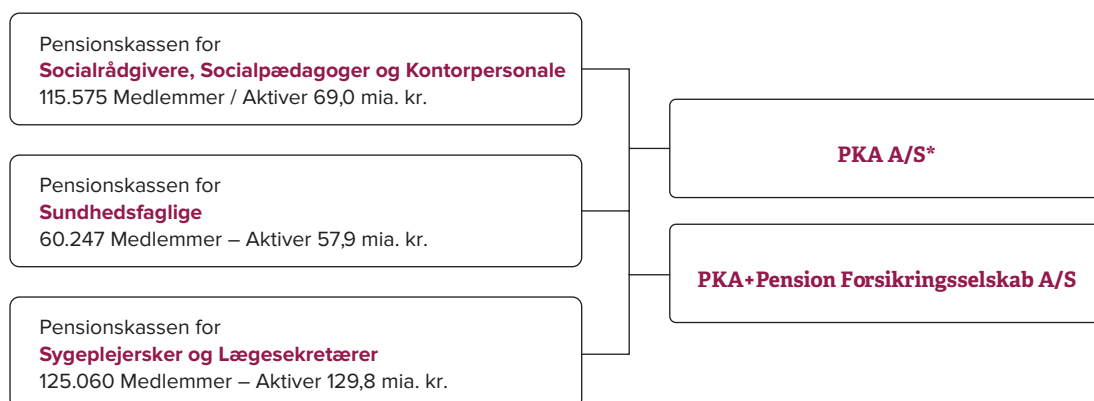 Pensionskassen for
Socialrådgivere, Socialpædagoger og Kontorpersonale
115.575 Medlemmer / Aktiver 69,0 mia. kr.
Pensionskassen for
Sundhedsfaglige
60.247 Medlemmer – Aktiver 57,9 mia. kr.
Pensionskassen for
Sygeplejersker og Lægesekretærer
125.060 Medlemmer – Aktiver 129,8 mia. kr.
PKA A/S*
PKA+Pension Forsikringsselskab A/S